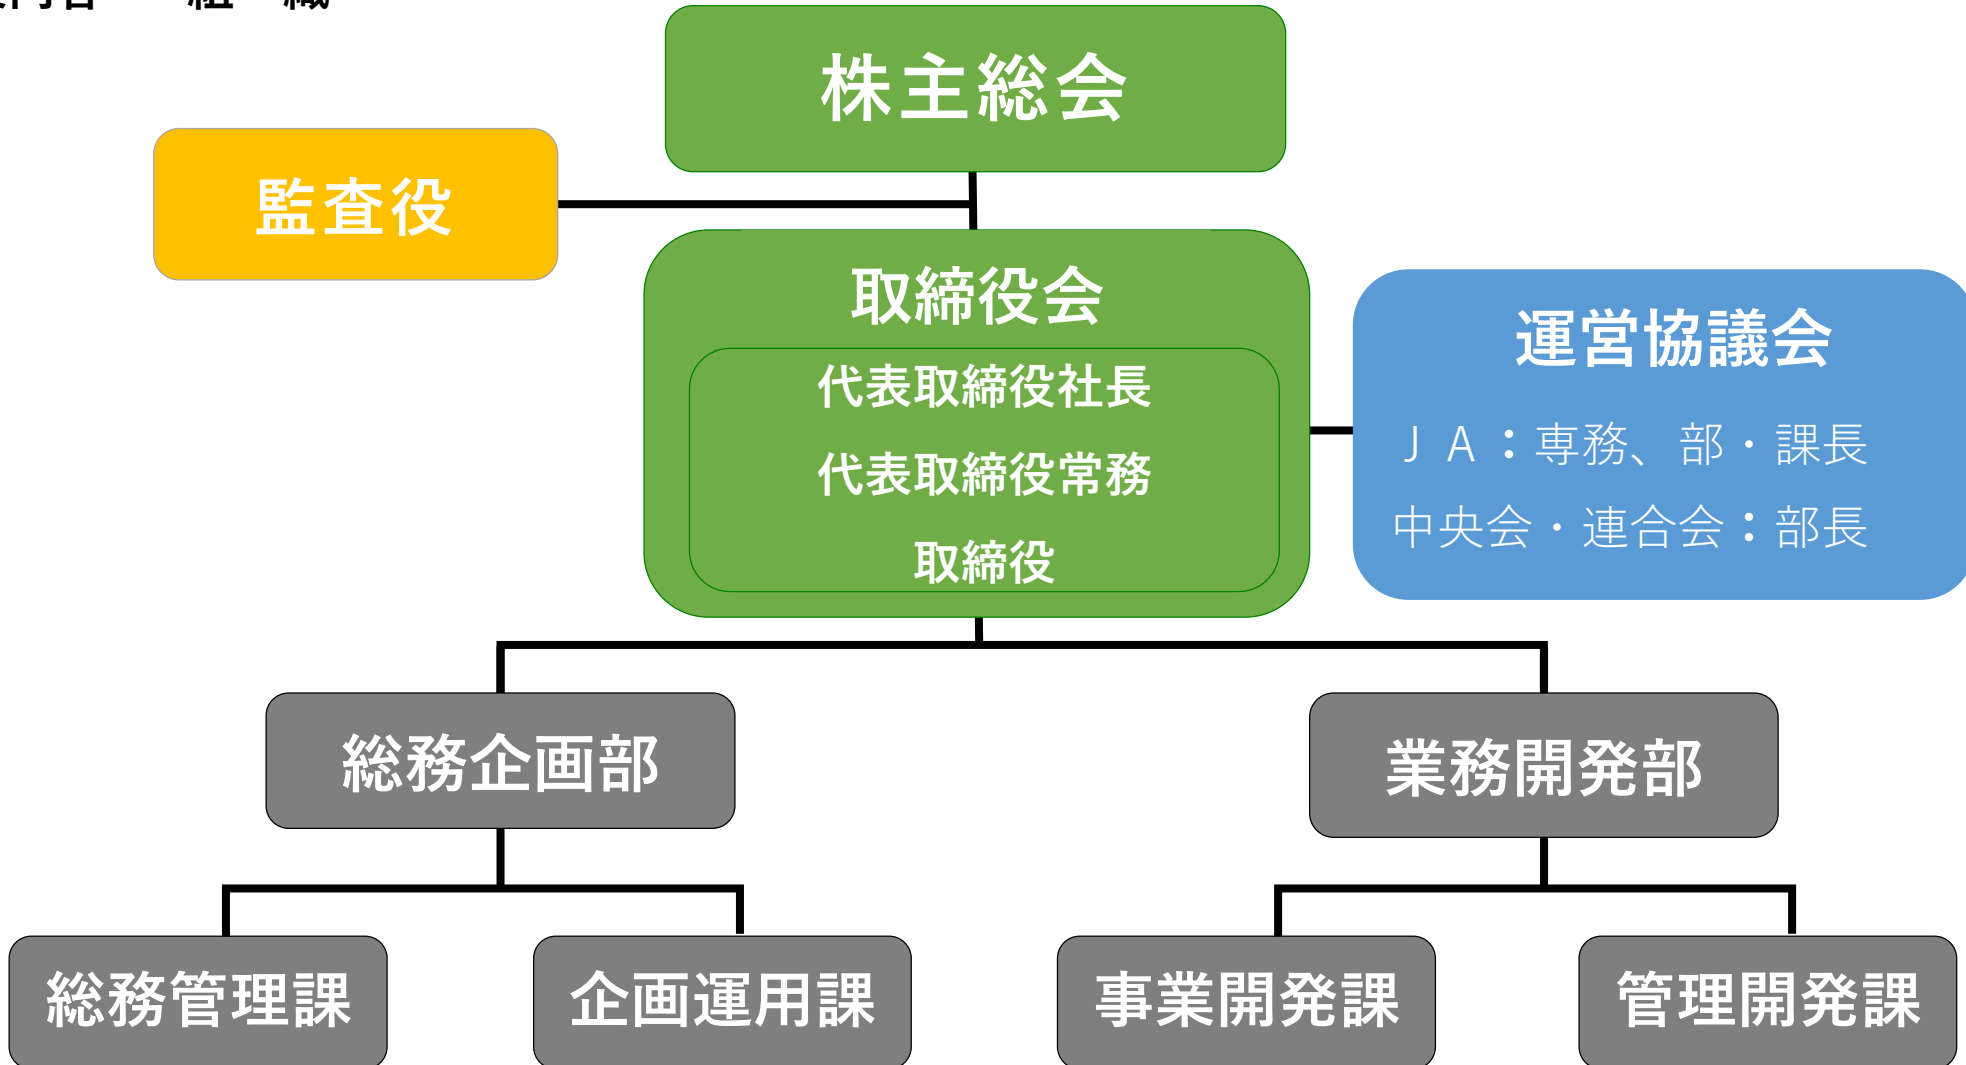 組 織
株主総会
監査役
取締役会
代表取締役社長
代表取締役常務
取締役
運営協議会
ＪＡ：専務、部・課長
中央会・連合会：部長
総務企画部
業務開発部
総務管理課
企画運用課
事業開発課
管理開発課